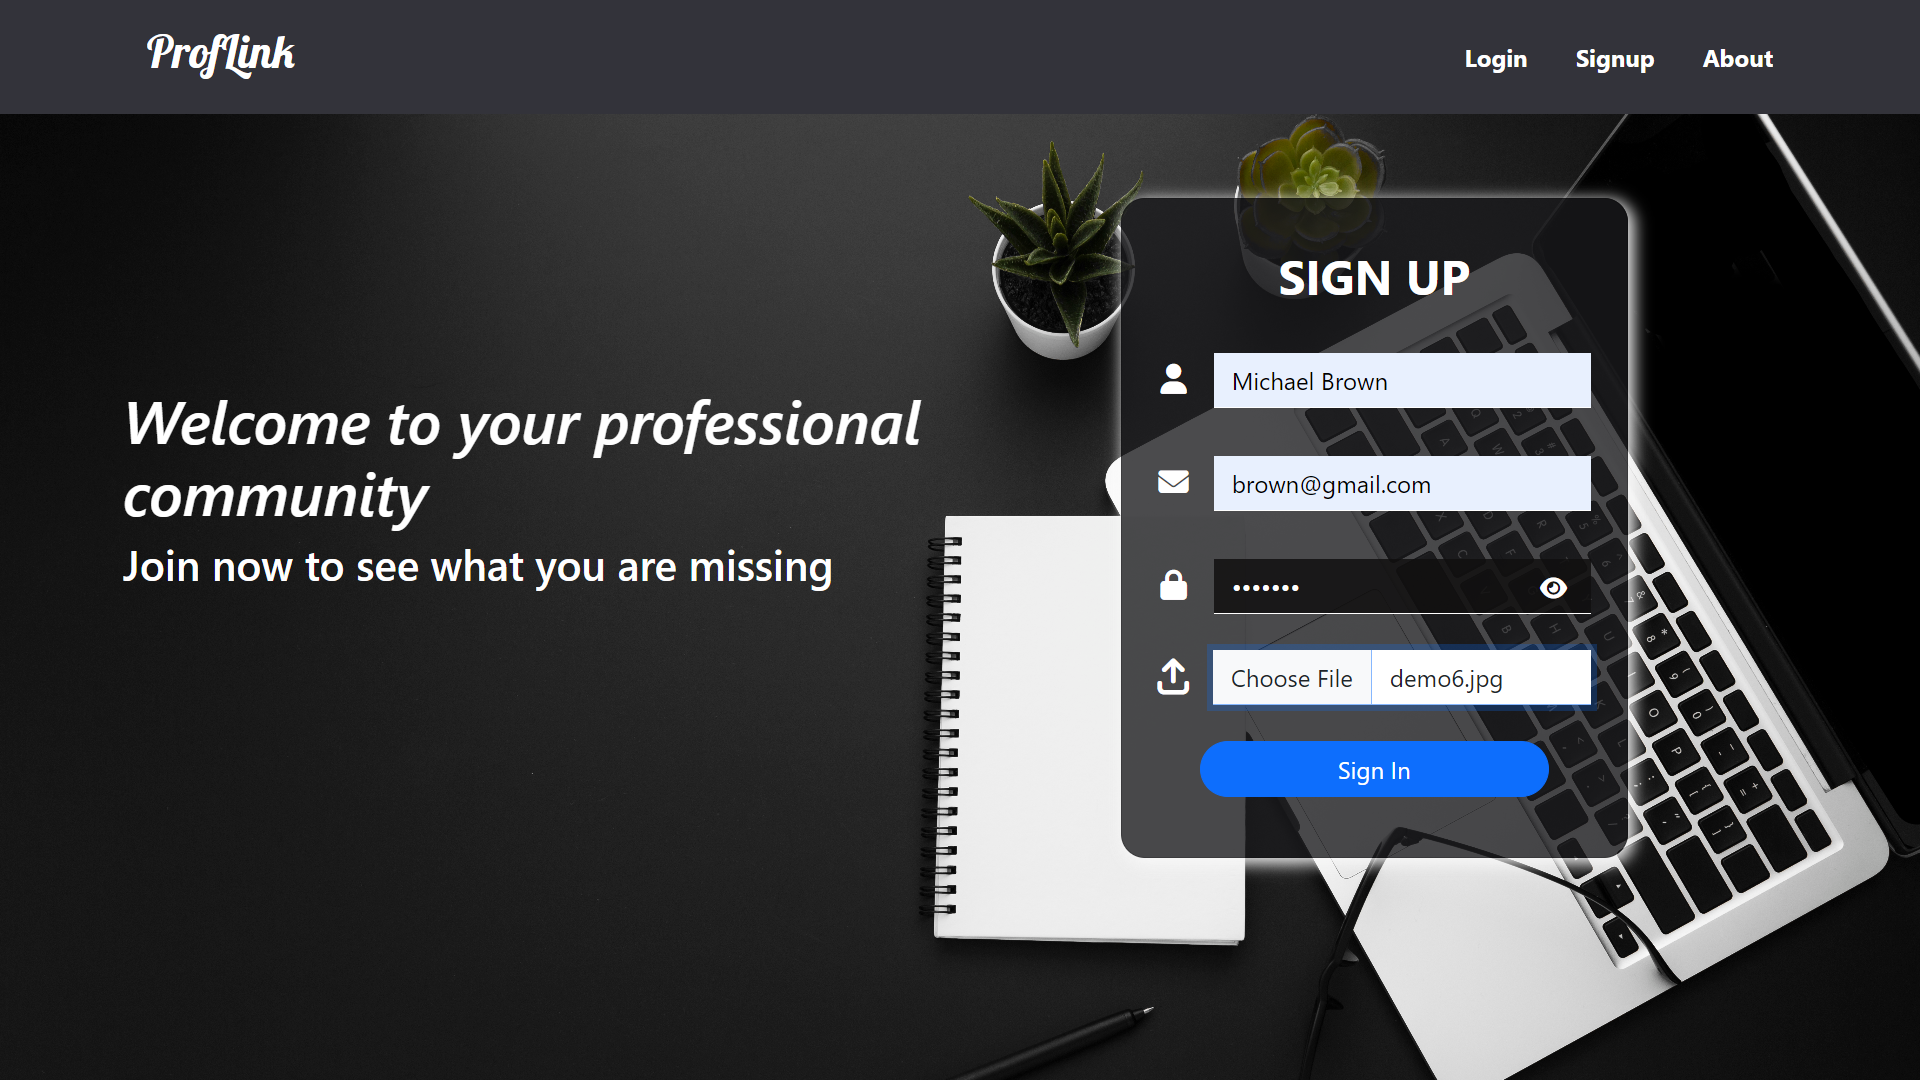 ProfLink
Login Signup About
Welcome to your professional
community
Join now to see what you are missing
SIGN UP
Michael Brown
brown@gmail.com
•••••••
Choose File demo6.jpg
Sign In